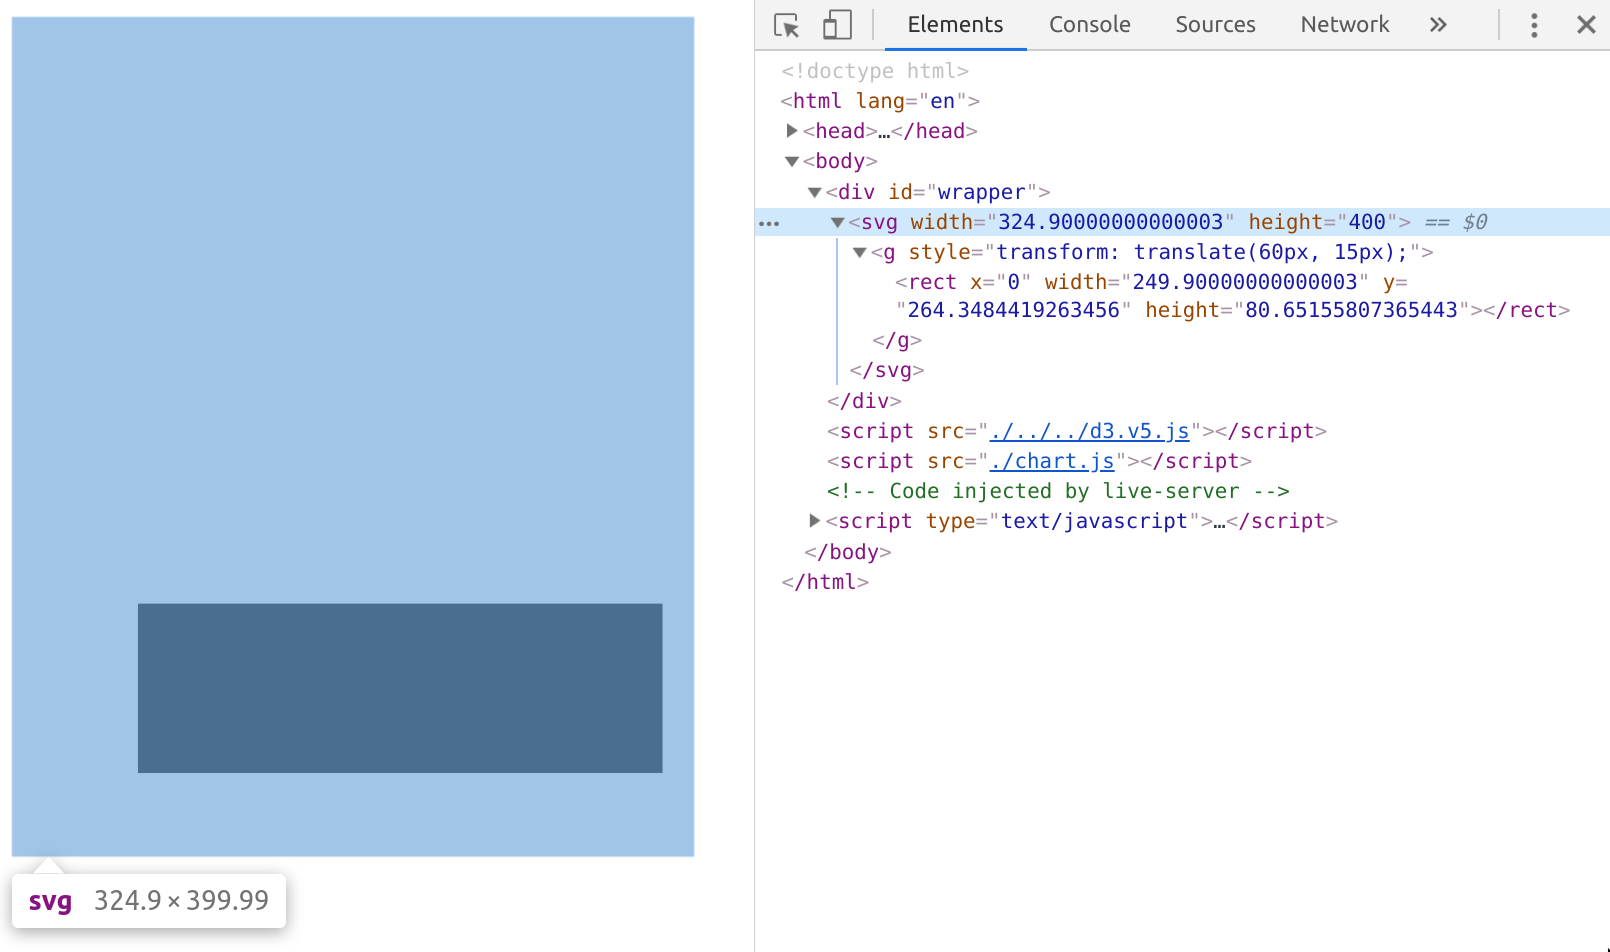 Elements Console Sources Network »
<!doctype html>
<html lang="en">
<head>…</head>
<body>
<div id="wrapper">
<svg width="324.90000000000003" height="400"> == $0
<g style="transform: translate(60px, 15px);">
<rect x="0" width="249.90000000000003" y=
"264.3484419263456" height="80.65155807365443"></rect>
</g>
</svg>
</div>
<script src="./../../d3.v5.js"></script>
<script src="./chart.js"></script>
<!-- Code injected by live-server -->
<script type="text/javascript">…</script>
</body>
</html>
svg 324.9 × 399.99